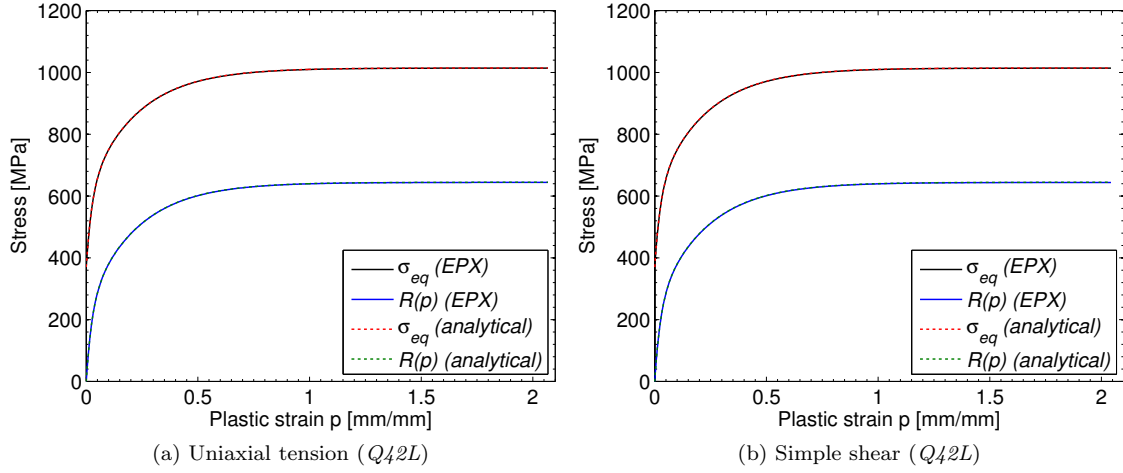 1200
1000
800
600
400
200
0
Stress [MPa]
0 0.5 1 1.5 2
Plastic strain p [mm/mm]
σeq (EPX)
R(p) (EPX)
σeq (analytical)
R(p) (analytical)
(a) Uniaxial tension (Q42L)
1200
1000
800
600
400
200
0
Stress [MPa]
0 0.5 1 1.5 2
Plastic strain p [mm/mm]
σeq (EPX)
R(p) (EPX)
σeq (analytical)
R(p) (analytical)
(b) Simple shear (Q42L)